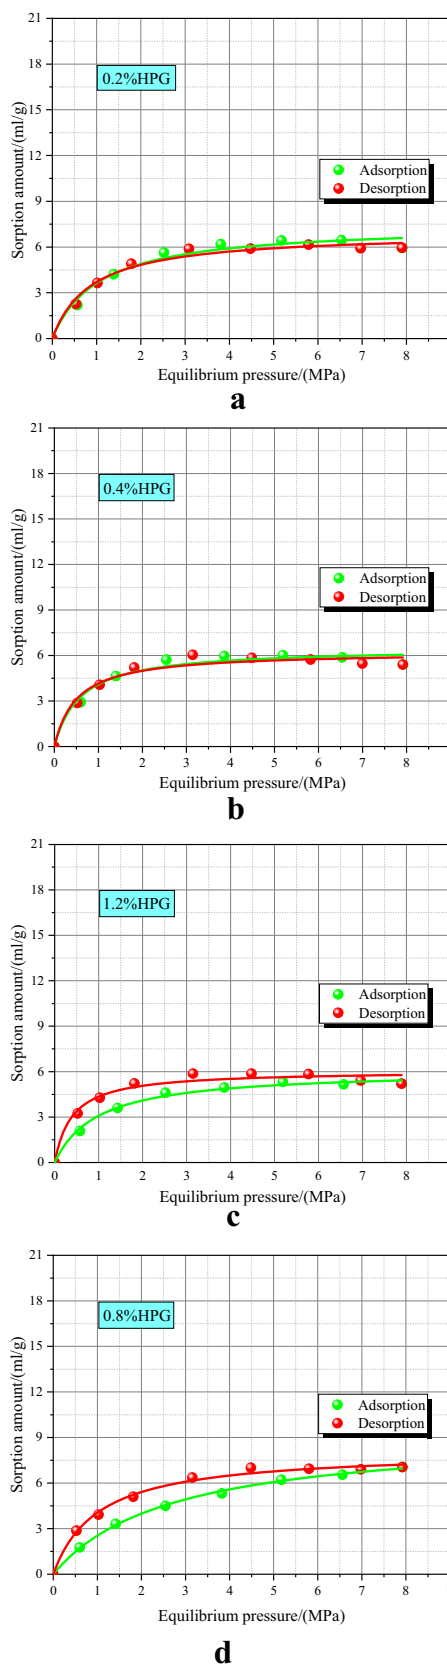 21
18
15
12
9
6
3
0
Sorption amount/(ml/g)
0.2%HPG
Adsorption
Desorption
0 1 2 3 4 5 6 7 8
Equilibrium pressure/(MPa)
a
21
18
15
12
9
6
3
0
Sorption amount/(ml/g)
0.4%HPG
Adsorption
Desorption
0 1 2 3 4 5 6 7 8
Equilibrium pressure/(MPa)
b
21
18
15
12
9
6
3
0
Sorption amount/(ml/g)
1.2%HPG
Adsorption
Desorption
0 1 2 3 4 5 6 7 8
Equilibrium pressure/(MPa)
c
21
18
15
12
9
6
3
0
Sorption amount/(ml/g)
0.8%HPG
Adsorption
Desorption
0 1 2 3 4 5 6 7 8
Equilibrium pressure/(MPa)
d